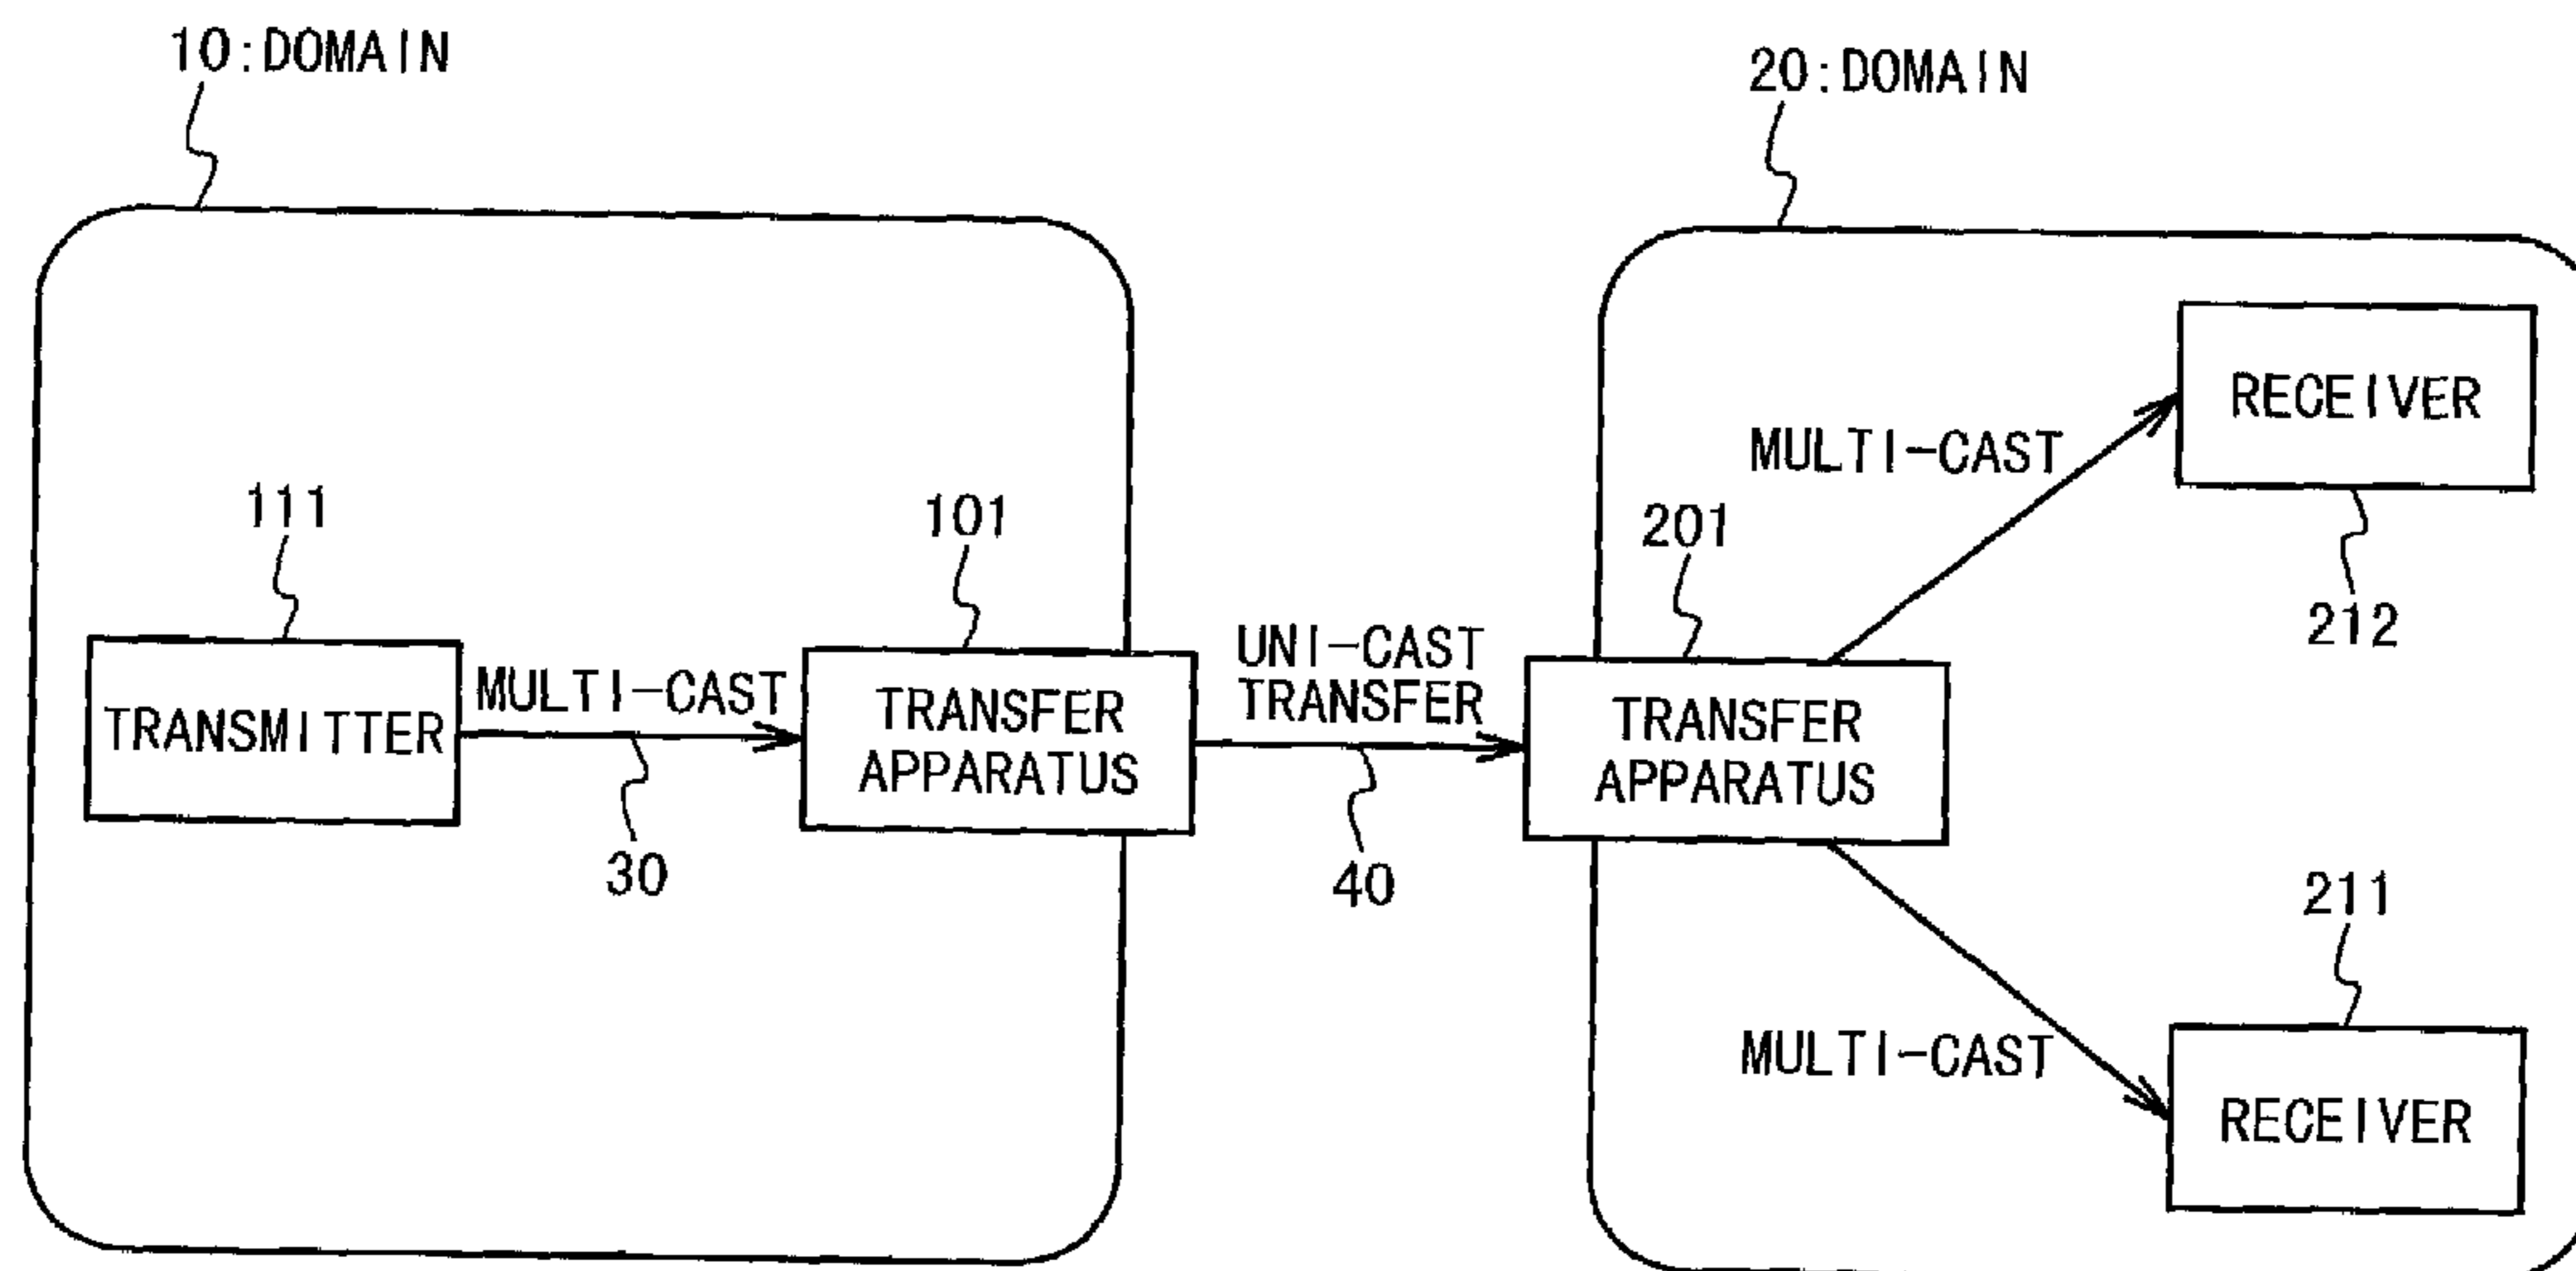 10:DOMAIN
20:DOMAIN
RECEIVER
MULTI-CAST
111
101
201
212
UNI-CAST
TRANSFER
MULTI-CAST
TRANSMITTER
TRANSFER
APPARATUS
TRANSFER
APPARATUS
30
40
211
MULTI-CAST
RECEIVER